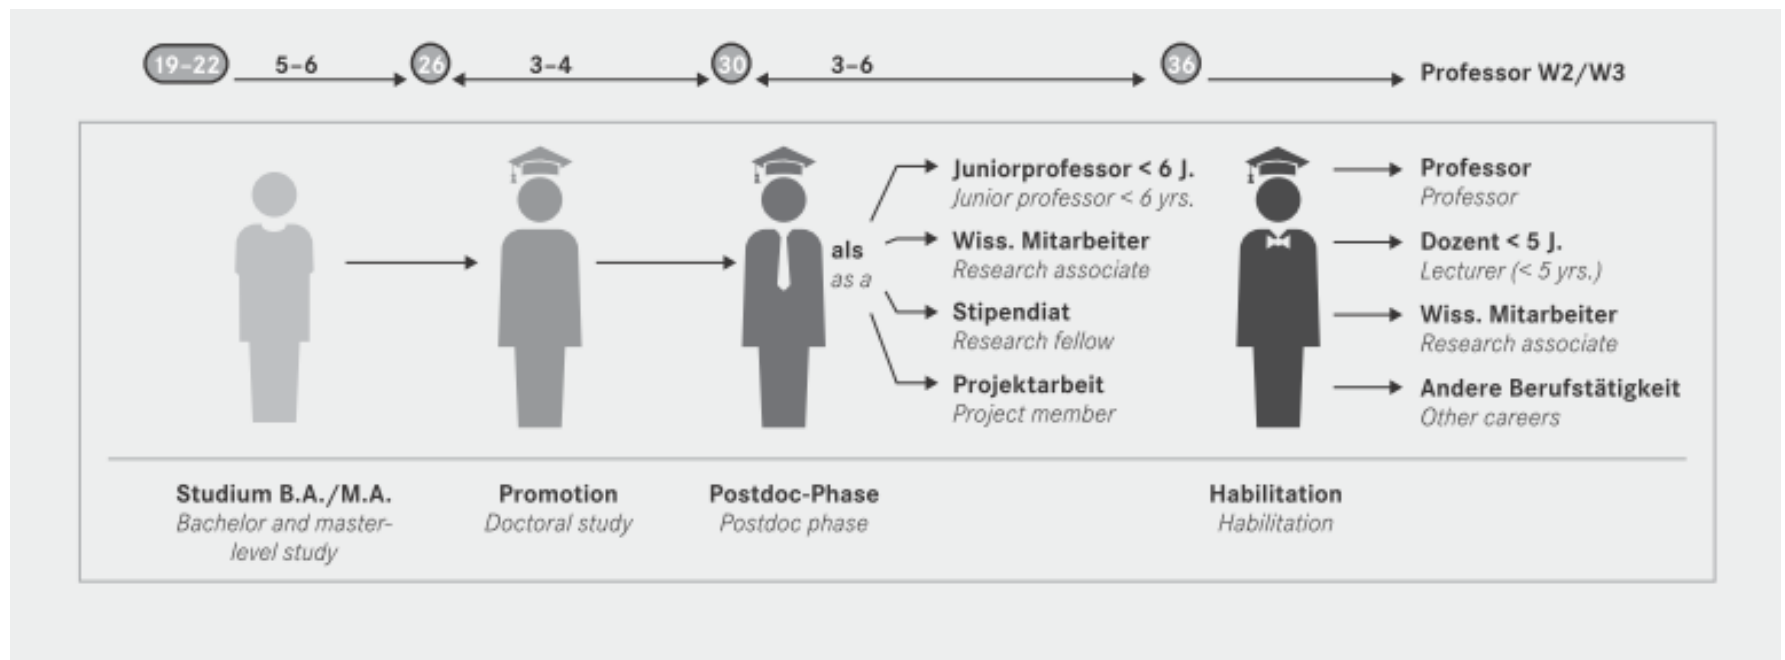 19–22
5–6
26
3–4
30
3–6
36
Professor W2/W3
Juniorprofessor < 6 J.
Junior professor < 6 yrs.
als
as a
Wiss. Mitarbeiter
Research associate
Stipendiat
Research fellow
Projektarbeit
Project member
Professor
Professor
Dozent < 5 J.
Lecturer (< 5 yrs.)
Wiss. Mitarbeiter
Research associate
Andere Berufstätigkeit
Other careers
Studium B.A./M.A.
Bachelor and master-
level study
Promotion
Doctoral study
Postdoc-Phase
Postdoc phase
Habilitation
Habilitation